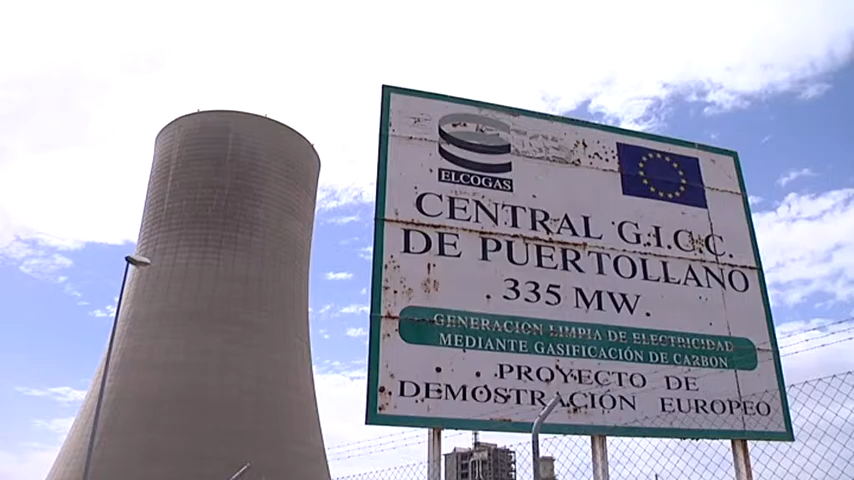 ELCOGAS
CENTRAL G.I.C.C.
DE PUERTOLLANO
335 MW.
GENERACION LIMPIA DE ELECTRICIDAD
MEDIANTE GASIFICACIÓN DE CARBON
PROYECTO DE
DEMOSTRACIÓN EUROPEO